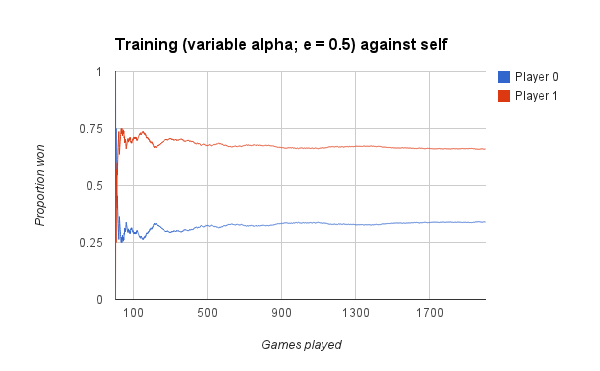 Training (variable alpha; e = 0.5) against self
1
0.75
0.5
0.25
0
Proportion won
100
500
900
1300
1700
Games played
Player 0
Player 1